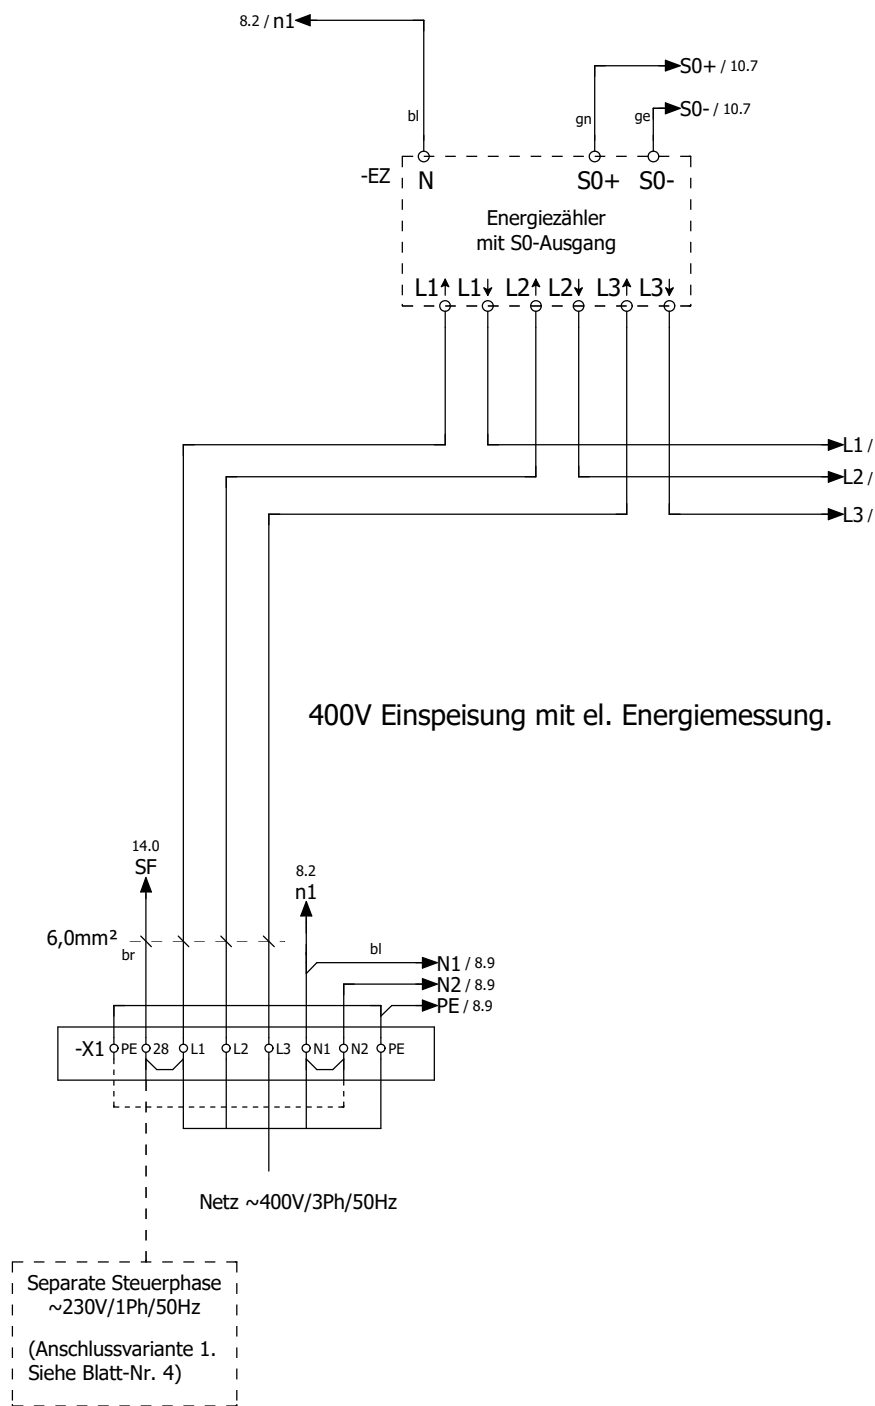 8.2 / n1
S0+ / 10.7
S0- / 10.7
bl
gn
ge
-EZ
N S0+ S0-
Energiezähler
mit S0-Ausgang
L1 L1 L2 L2 L3 L3
L1 /
L2 /
L3 /
400V Einspeisung mit el. Energiemessung.
14.0
SF
8.2
n1
6,0mm²
br
bl
N1 / 8.9
N2 / 8.9
PE / 8.9
-X1 PE 28 L1 L2 L3 N1 N2 PE
Netz ~400V/3Ph/50Hz
Separate Steuerphase
~230V/1Ph/50Hz
(Anschlussvariante 1.
Siehe Blatt-Nr. 4)